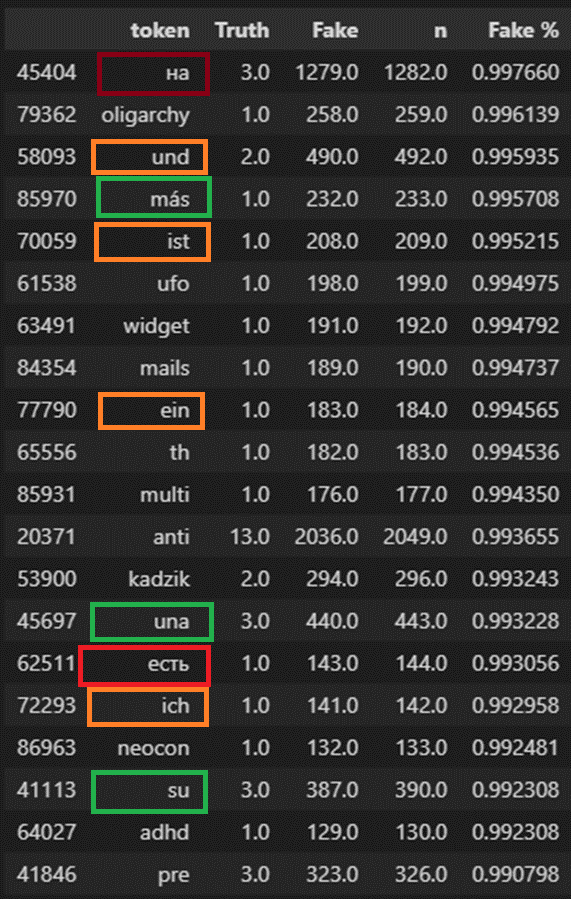 token Truth Fake n Fake %
45404 на 3.0 1279.0 1282.0 0.997660
79362 oligarchy 1.0 258.0 259.0 0.996139
58093 und 2.0 490.0 492.0 0.995935
85970 más 1.0 232.0 233.0 0.995708
70059 ist 1.0 208.0 209.0 0.995215
61538 ufo 1.0 198.0 199.0 0.994975
63491 widget 1.0 191.0 192.0 0.994792
84354 mails 1.0 189.0 190.0 0.994737
77790 ein 1.0 183.0 184.0 0.994565
65556 th 1.0 182.0 183.0 0.994536
85931 multi 1.0 176.0 177.0 0.994350
20371 anti 13.0 2036.0 2049.0 0.993655
53900 kadzik 2.0 294.0 296.0 0.993243
45697 una 3.0 440.0 443.0 0.993228
62511 есть 1.0 143.0 144.0 0.993056
72293 ich 1.0 141.0 142.0 0.992958
86963 neocon 1.0 132.0 133.0 0.992481
41113 su 3.0 387.0 390.0 0.992308
64027 adhd 1.0 129.0 130.0 0.992308
41846 pre 3.0 323.0 326.0 0.990798